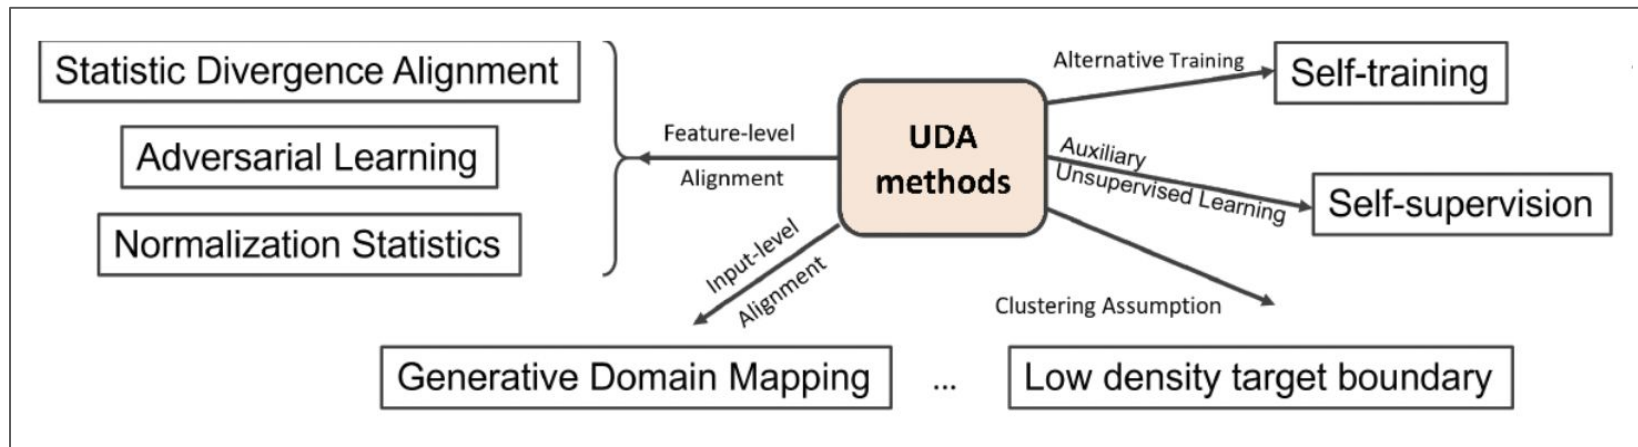 Statistic Divergence Alignment
Adversarial Learning
Normalization Statistics
Feature-level
Alignment
UDA
methods
Alternative Training
Self-training
Auxiliary
Unsupervised Learning
Self-supervision
Input-level
Alignment
Clustering Assumption
Generative Domain Mapping
...
Low density target boundary